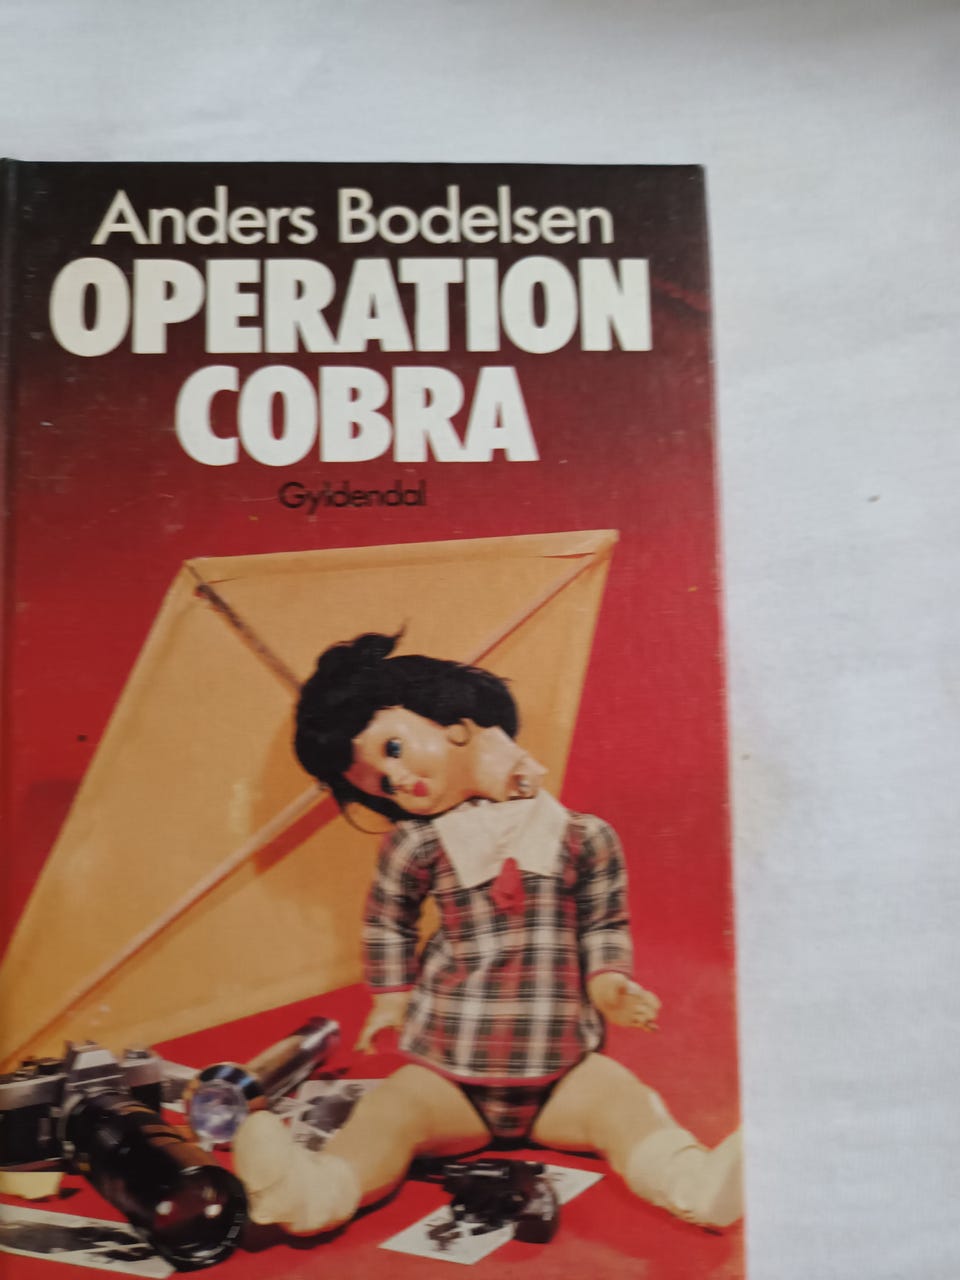 Anders Bodelsen
OPERATION
COBRA
Gyldendal